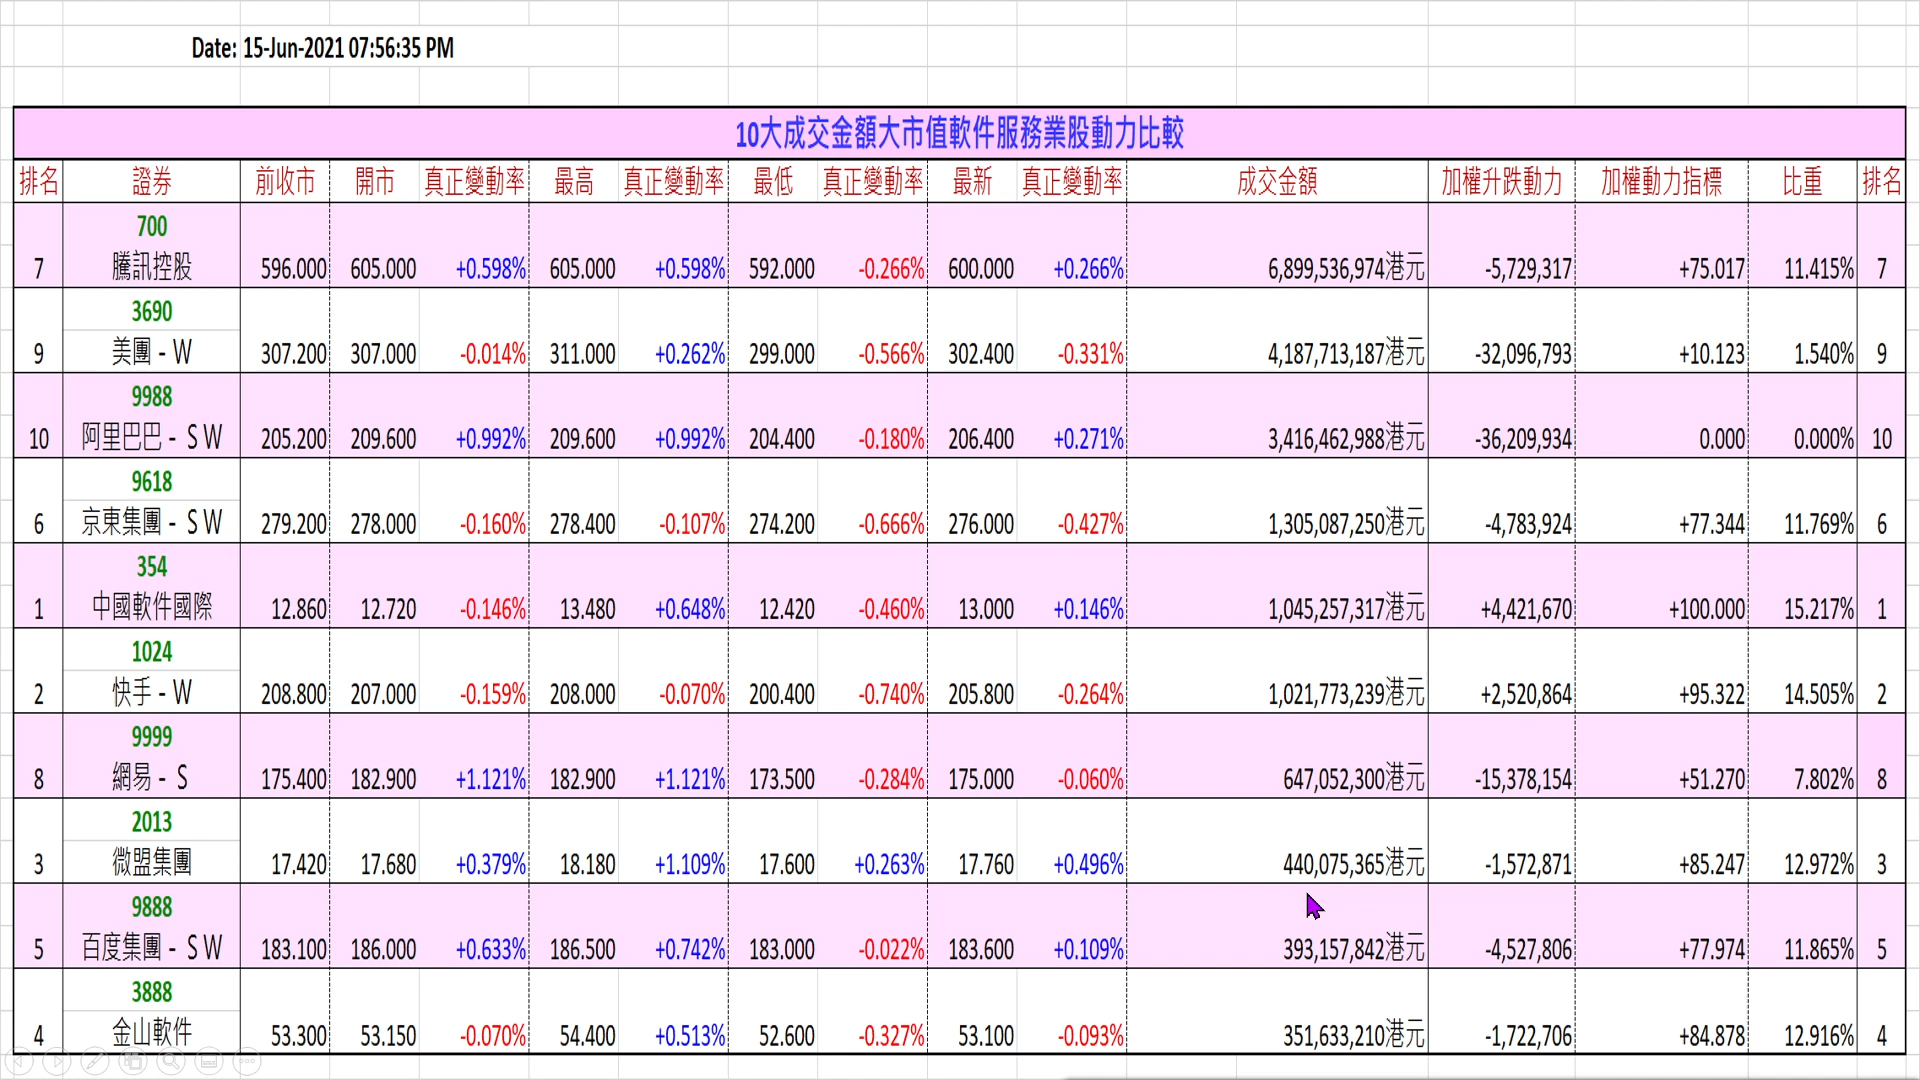 Date: 15-Jun-2021 07:56:35 PM
10大成交金額大市值軟件服務業股動力比較
排名 證券 前收市 開市 真正變動率 最高 真正變動率 最低 真正變動率 最新 真正變動率 成交金額 加權升跌動力 加權動力指標 比重 排名
700
7 騰訊控股 596.000 605.000 +0.598% 605.000 +0.598% 592.000 -0.266% 600.000 +0.266% 6,899,536,974港元 -5,729,317 +75.017 11.415% 7
3690
9 美團 - W 307.200 307.000 -0.014% 311.000 +0.262% 299.000 -0.566% 302.400 -0.331% 4,187,713,187港元 -32,096,793 +10.123 1.540% 9
9988
10 阿里巴巴 - S W 205.200 209.600 +0.992% 209.600 +0.992% 204.400 -0.180% 206.400 +0.271% 3,416,462,988港元 -36,209,934 0.000 0.000% 10
9618
6 京東集團 - S W 279.200 278.000 -0.160% 278.400 -0.107% 274.200 -0.666% 276.000 -0.427% 1,305,087,250港元 -4,783,924 +77.344 11.769% 6
354
1 中國軟件國際 12.860 12.720 -0.146% 13.480 +0.648% 12.420 -0.460% 13.000 +0.146% 1,045,257,317港元 +4,421,670 +100.000 15.217% 1
1024
2 快手 - W 208.800 207.000 -0.159% 208.000 -0.070% 200.400 -0.740% 205.800 -0.264% 1,021,773,239港元 +2,520,864 +95.322 14.505% 2
9999
8 網易 - S 175.400 182.900 +1.121% 182.900 +1.121% 173.500 -0.284% 175.000 -0.060% 647,052,300港元 -15,378,154 +51.270 7.802% 8
2013
3 微盟集團 17.420 17.680 +0.379% 18.180 +1.109% 17.600 +0.263% 17.760 +0.496% 440,075,365港元 -1,572,871 +85.247 12.972% 3
9888
5 百度集團 - S W 183.100 186.000 +0.633% 186.500 +0.742% 183.000 -0.022% 183.600 +0.109% 393,157,842港元 -4,527,806 +77.974 11.865% 5
3888
4 金山軟件 53.300 53.150 -0.070% 54.400 +0.513% 52.600 -0.327% 53.100 -0.093% 351,633,210港元 -1,722,706 +84.878 12.916% 4